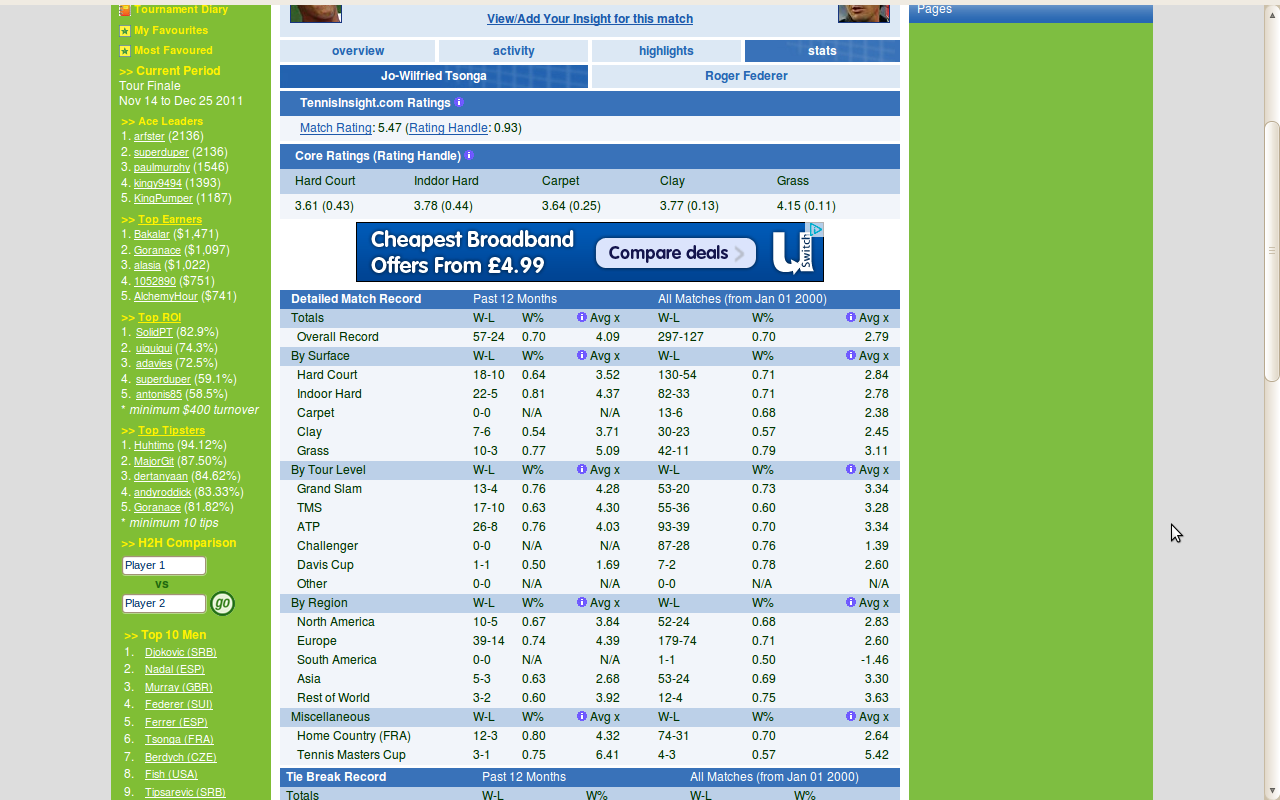 Tournament Diary
My Favourites
Most Favoured
>> Current Period
Tour Finale
Nov 14 to Dec 25 2011
>> Ace Leaders
1. arfster (2136)
2. superduper (2136)
3. paulmurphy (1546)
4. kingy9494 (1393)
5. KingPumper (1187)
>> Top Earners
1. Bakalar ($1,471)
2. Goranace ($1,097)
3. alasia ($1,022)
4. 1052890 ($751)
5. AlchemyHour ($741)
>> Top ROI
1. SolidPT (82.9%)
2. uiquiqui (74.3%)
3. adavies (72.5%)
4. superduper (59.1%)
5. antonis85 (58.5%)
* minimum $400 turnover
>> Top Tipsters
1. Huhtimo (94.12%)
2. MajorGit (87.50%)
3. dertanyaan (84.62%)
4. andyroddick (83.33%)
5. Goranace (81.82%)
* minimum 10 tips
>> H2H Comparison
Player 1
vs
Player 2 go
>> Top 10 Men
1. Djokovic (SRB)
2. Nadal (ESP)
3. Murray (GBR)
4. Federer (SUI)
5. Ferrer (ESP)
6. Tsonga (FRA)
7. Berdych (CZE)
8. Fish (USA)
9. Tipsarevic (SRB)
View/Add Your Insight for this match
overview activity highlights stats
Jo-Wilfried Tsonga Roger Federer
TennisInsight.com Ratings
Match Rating: 5.47 (Rating Handle: 0.93)
Core Ratings (Rating Handle)
Hard Court Inddor Hard Carpet Clay Grass
3.61 (0.43) 3.78 (0.44) 3.64 (0.25) 3.77 (0.13) 4.15 (0.11)
Cheapest Broadband
Offers From £4.99
Compare deals
U Switch
Detailed Match Record Past 12 Months All Matches (from Jan 01 2000)
Totals W-L W% Avg x W-L W% Avg x
Overall Record 57-24 0.70 4.09 297-127 0.70 2.79
By Surface W-L W% Avg x W-L W% Avg x
Hard Court 18-10 0.64 3.52 130-54 0.71 2.84
Indoor Hard 22-5 0.81 4.37 82-33 0.71 2.78
Carpet 0-0 N/A N/A 13-6 0.68 2.38
Clay 7-6 0.54 3.71 30-23 0.57 2.45
Grass 10-3 0.77 5.09 42-11 0.79 3.11
By Tour Level W-L W% Avg x W-L W% Avg x
Grand Slam 13-4 0.76 4.28 53-20 0.73 3.34
TMS 17-10 0.63 4.30 55-36 0.60 3.28
ATP 26-8 0.76 4.03 93-39 0.70 3.34
Challenger 0-0 N/A N/A 87-28 0.76 1.39
Davis Cup 1-1 0.50 1.69 7-2 0.78 2.60
Other 0-0 N/A N/A 0-0 N/A N/A
By Region W-L W% Avg x W-L W% Avg x
North America 10-5 0.67 3.84 52-24 0.68 2.83
Europe 39-14 0.74 4.39 179-74 0.71 2.60
South America 0-0 N/A N/A 1-1 0.50 -1.46
Asia 5-3 0.63 2.68 53-24 0.69 3.30
Rest of World 3-2 0.60 3.92 12-4 0.75 3.63
Miscellaneous W-L W% Avg x W-L W% Avg x
Home Country (FRA) 12-3 0.80 4.32 74-31 0.70 2.64
Tennis Masters Cup 3-1 0.75 6.41 4-3 0.57 5.42
Tie Break Record Past 12 Months All Matches (from Jan 01 2000)
Totals W-L W% W-L W%
Pages